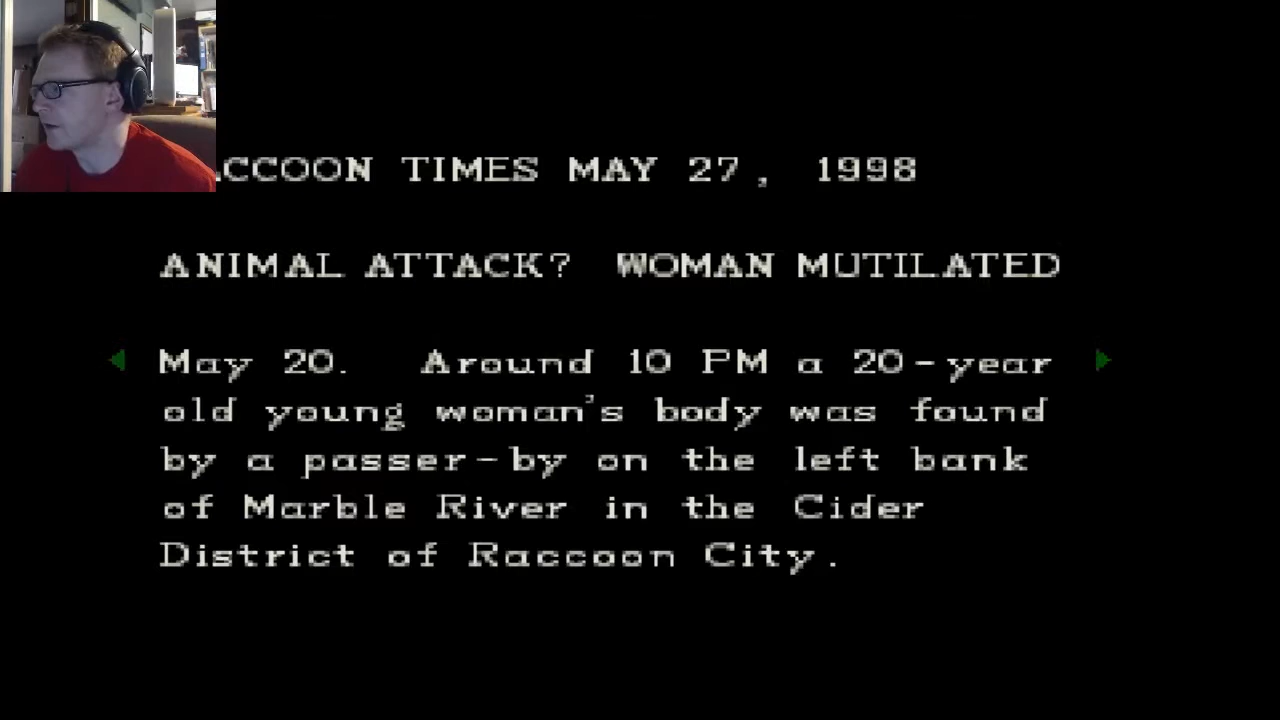 ACCOON TIMES MAY 27, 1998
ANIMAL ATTACK? WOMAN MUTILATED
May 20. Around 10 PM a 20-year
old young woman's body was found
by a passer-by on the left bank
of Marble River in the Cider
District of Raccoon City.